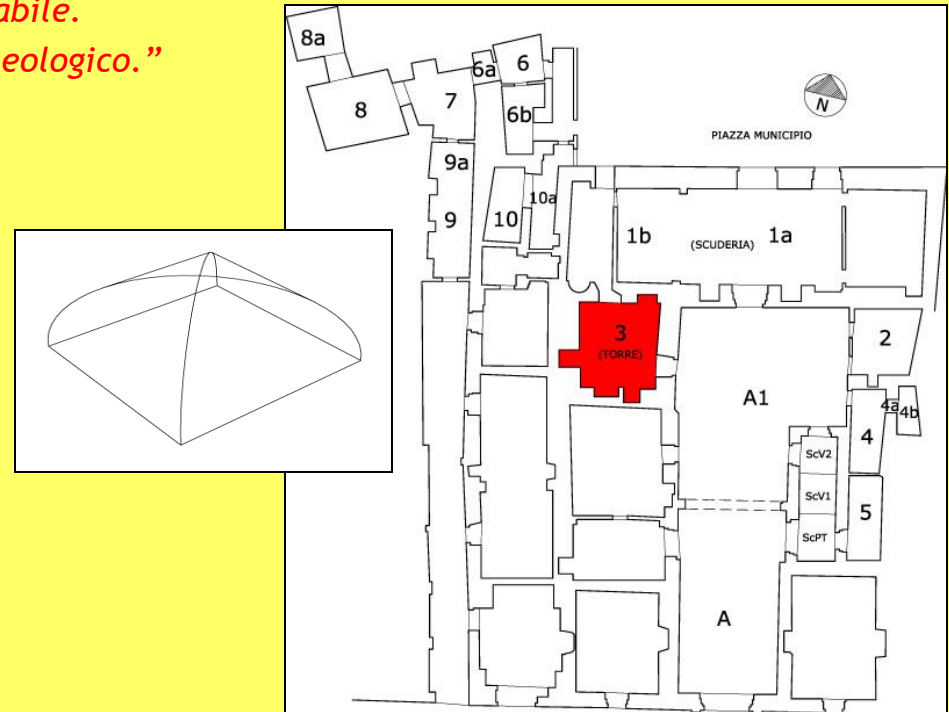 abile.
eologico.”
8a
6a
6
8
7
6b
N
PIAZZA MUNICIPIO
9a
9
10
10a
1b
(SCUDERIA)
1a
3
(TORRE)
2
A1
4a
4b
4
ScV2
ScV1
5
ScPT
A